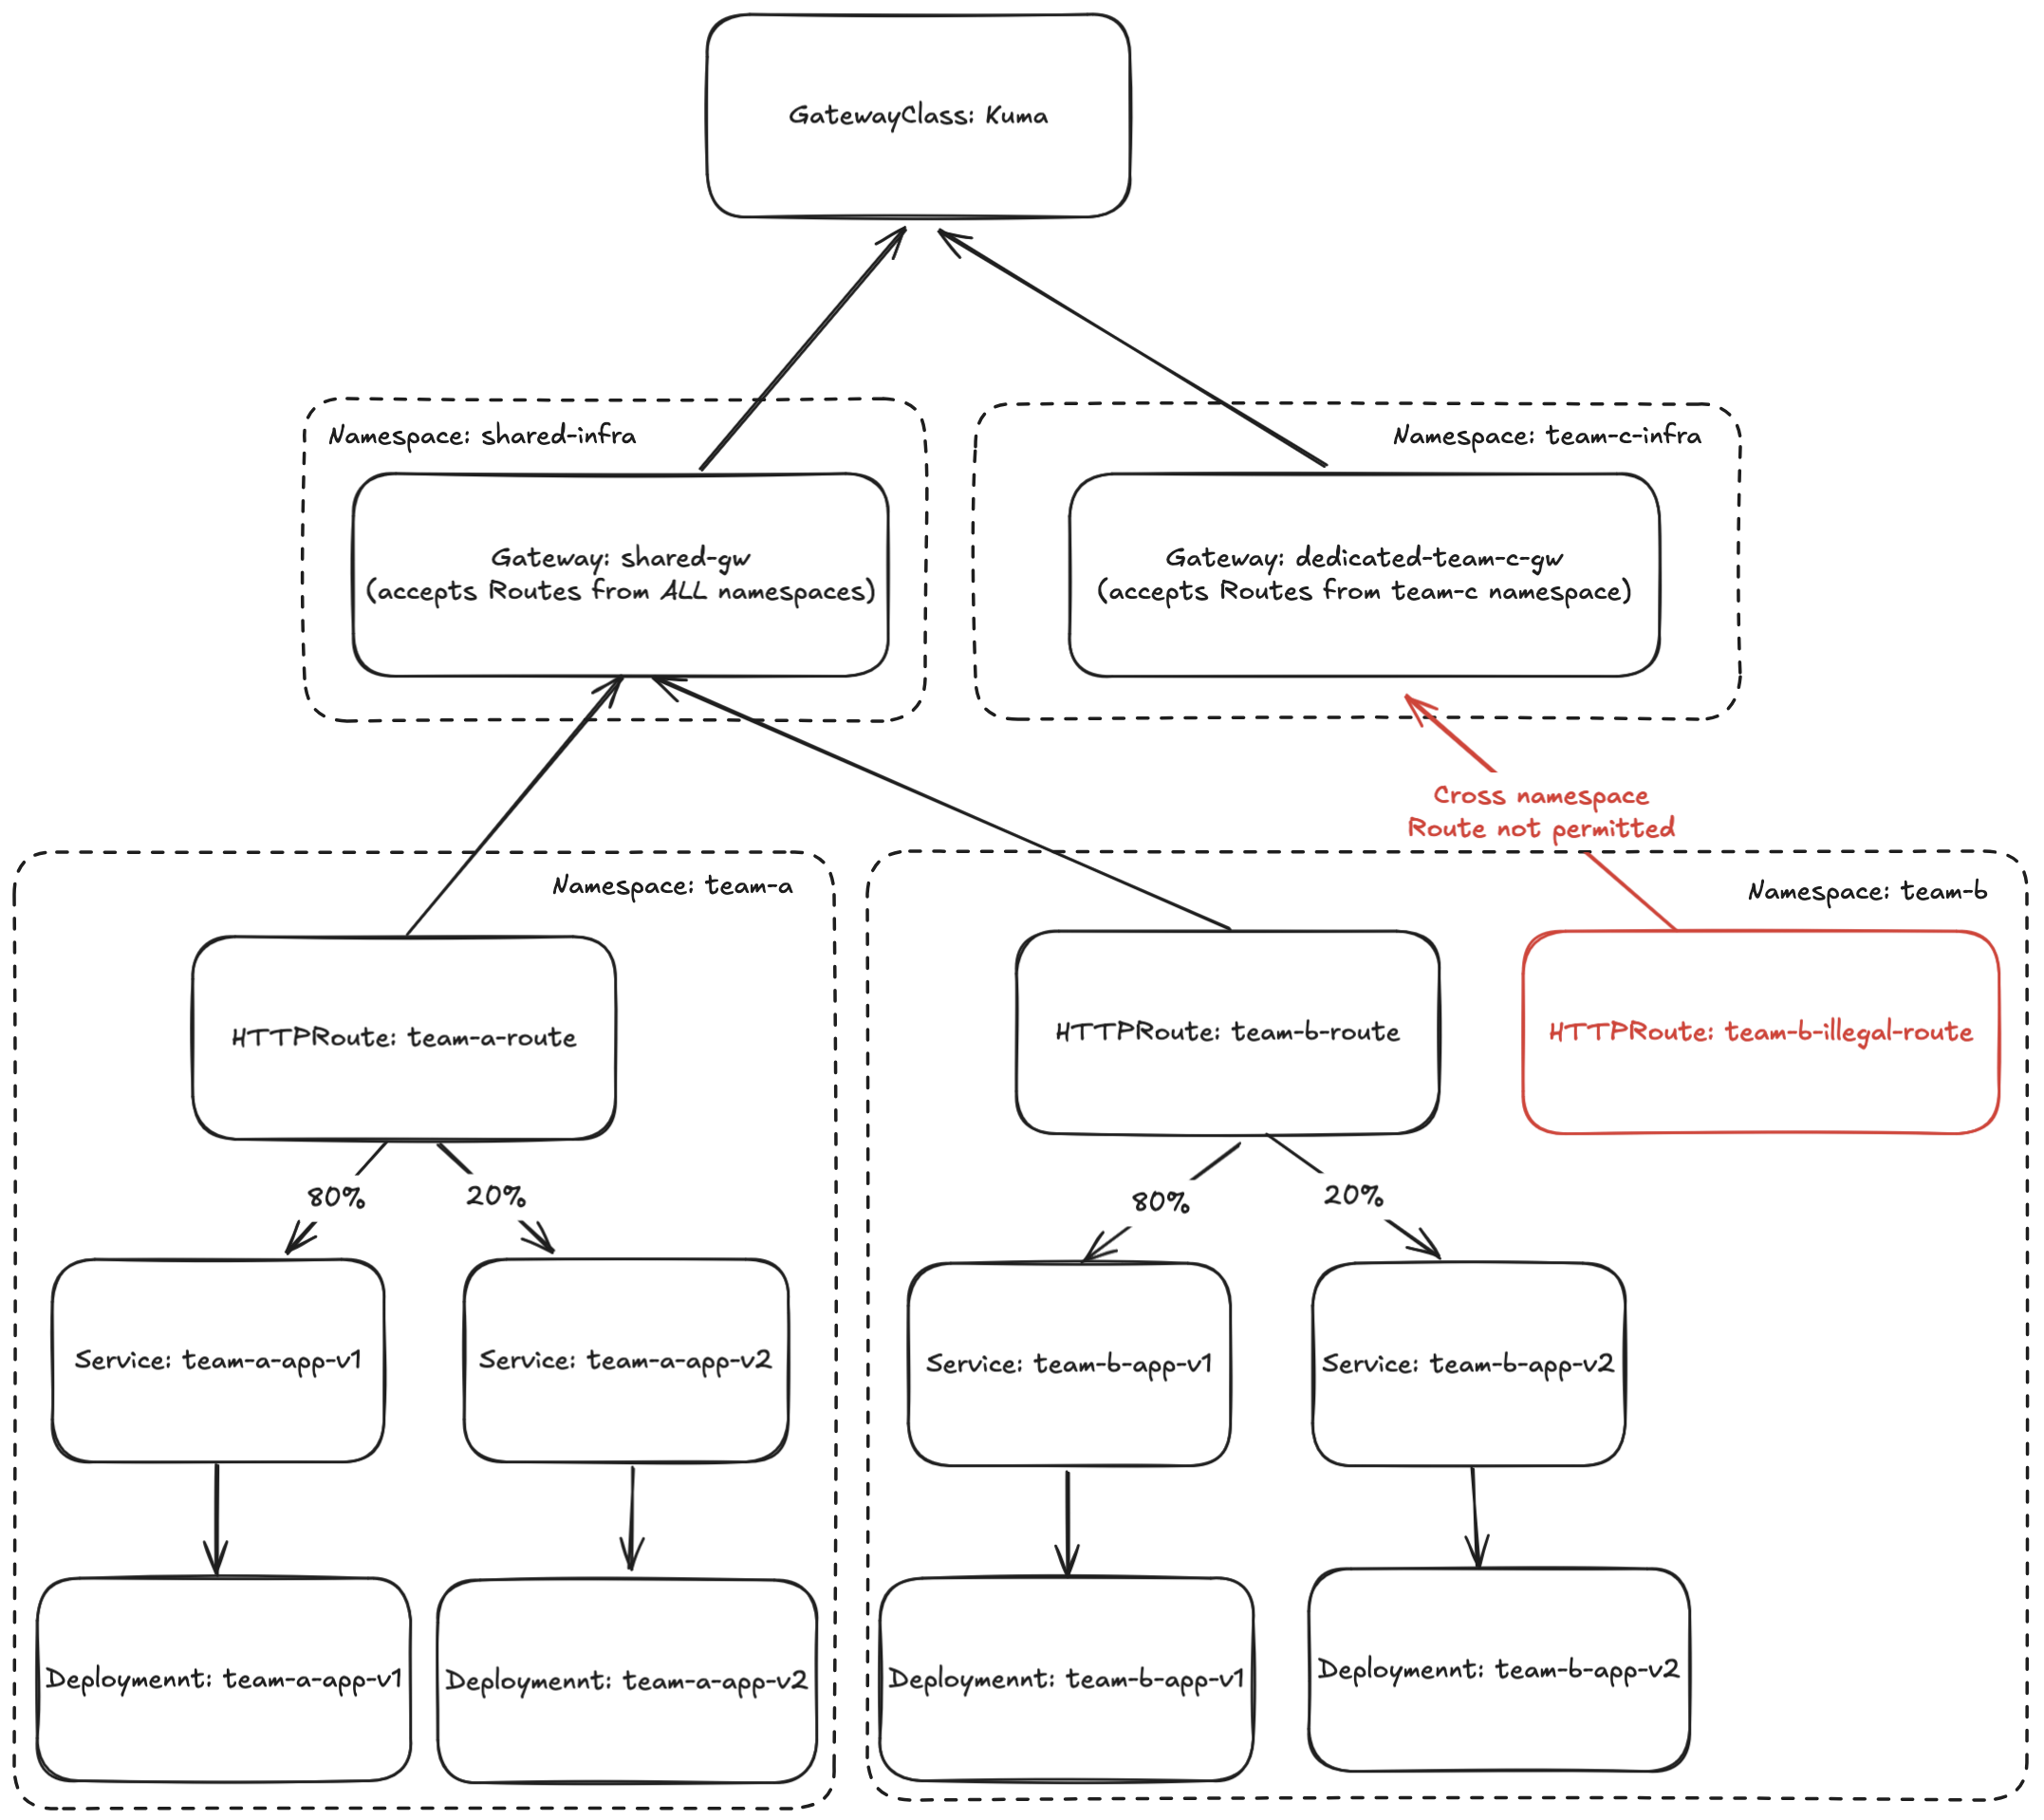 GatewayClass: Kuma
Namespace: shared-infra
Namespace: team-c-infra
Gateway: shared-gw
(accepts Routes from ALL namespaces)
Gateway: dedicated-team-c-gw
(accepts Routes from team-c namespace)
Cross namespace
Route not permitted
Namespace: team-a
Namespace: team-b
HTTPRoute: team-a-route
HTTPRoute: team-b-route
HTTPRoute: team-b-illegal-route
80%
20%
80%
20%
Service: team-a-app-v1
Service: team-a-app-v2
Service: team-b-app-v1
Service: team-b-app-v2
Deploymennt: team-a-app-v1
Deploymennt: team-a-app-v2
Deploymennt: team-b-app-v1
Deploymennt: team-b-app-v2